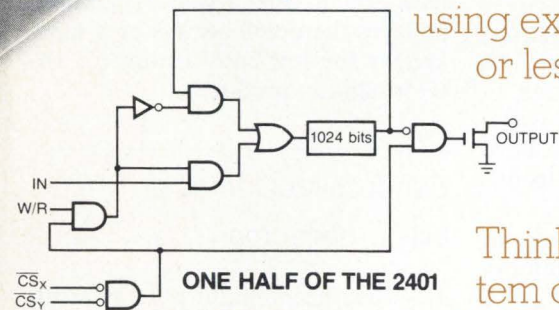 using ex
or les
1024 bits
OUTPUT
IN
W/R
Think
CSX
ONE HALF OF THE 2401
tem o
CSY